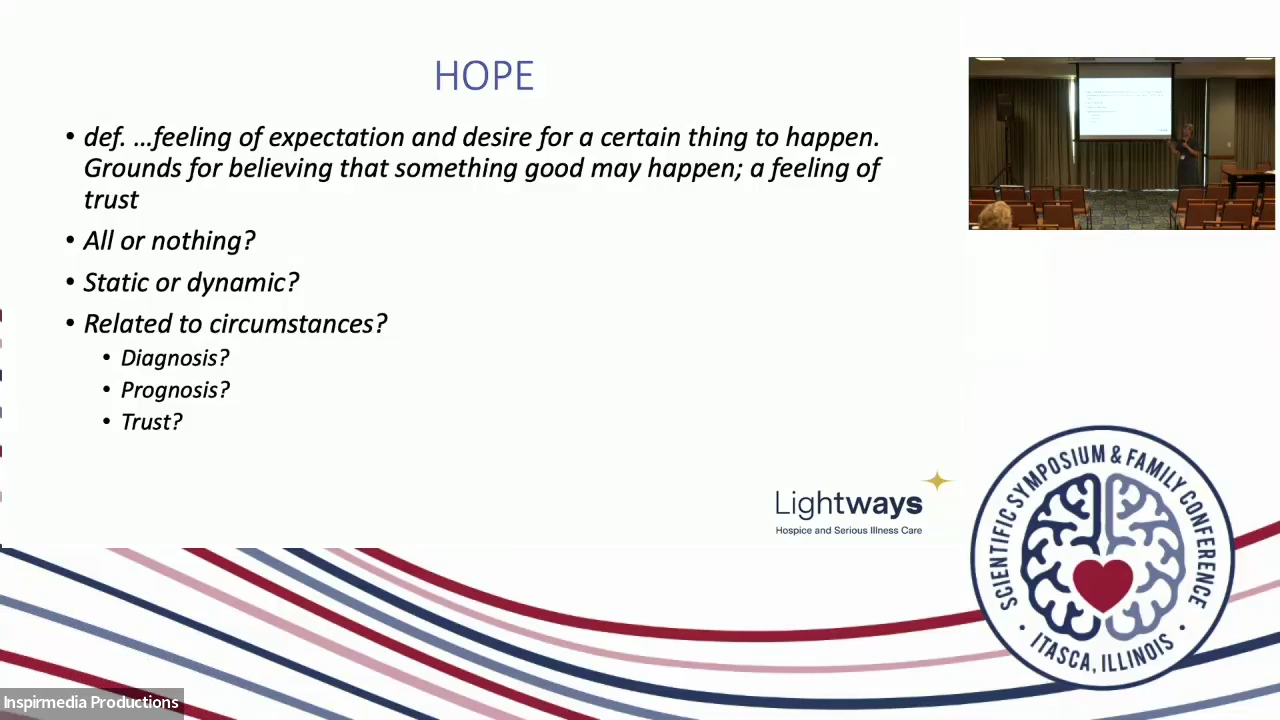 HOPE
• def. ...feeling of expectation and desire for a certain thing to happen.
Grounds for believing that something good may happen; a feeling of
trust
• All or nothing?
• Static or dynamic?
• Related to circumstances?
• Diagnosis?
• Prognosis?
• Trust?
Lightways
Hospice and Serious Illness Care
SCIENTIFIC SYMPOSIUM & FAMILY CONFERENCE
• ITASCA, ILLINOIS •
Inspirmedia Productions